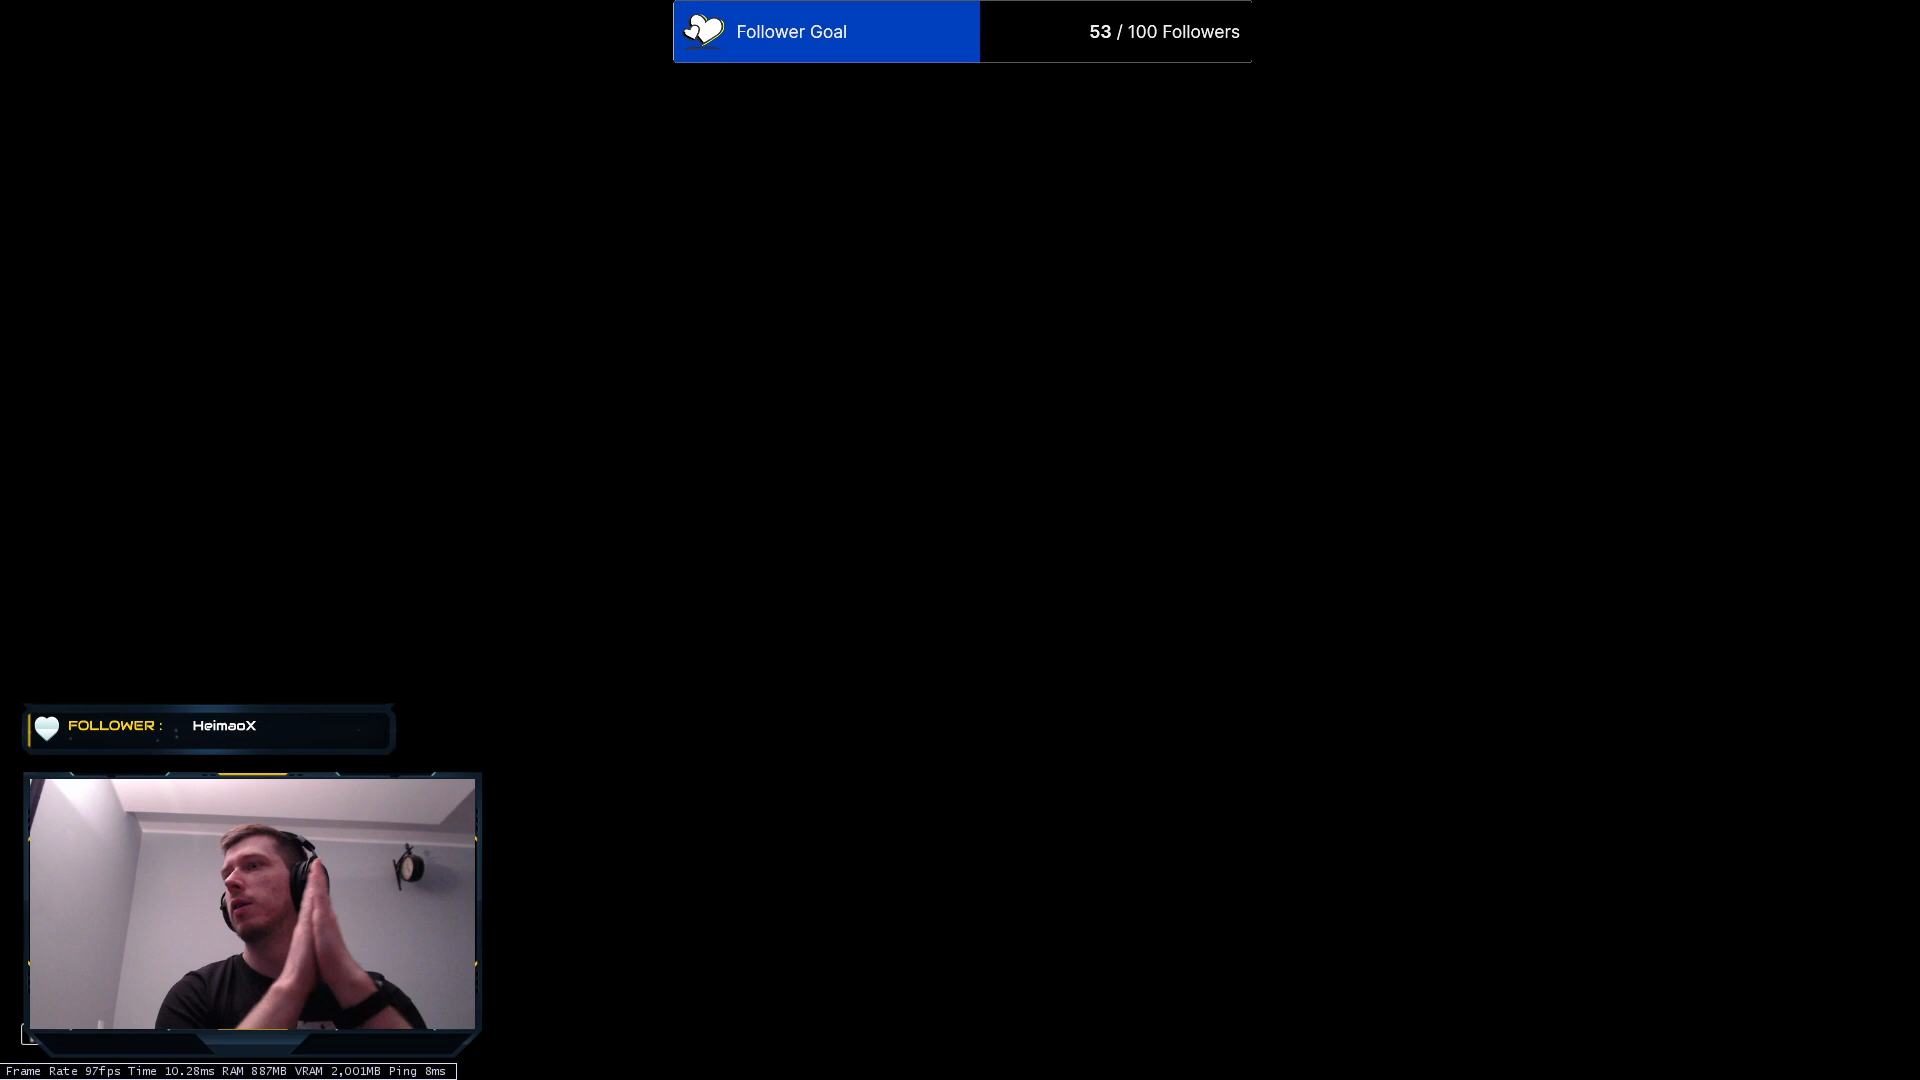 Follower Goal 53 / 100 Followers
FOLLOWER : HeimaoX
Frame Rate 97fps Time 10.28ms RAM 887MB VRAM 2,001MB Ping 8ms